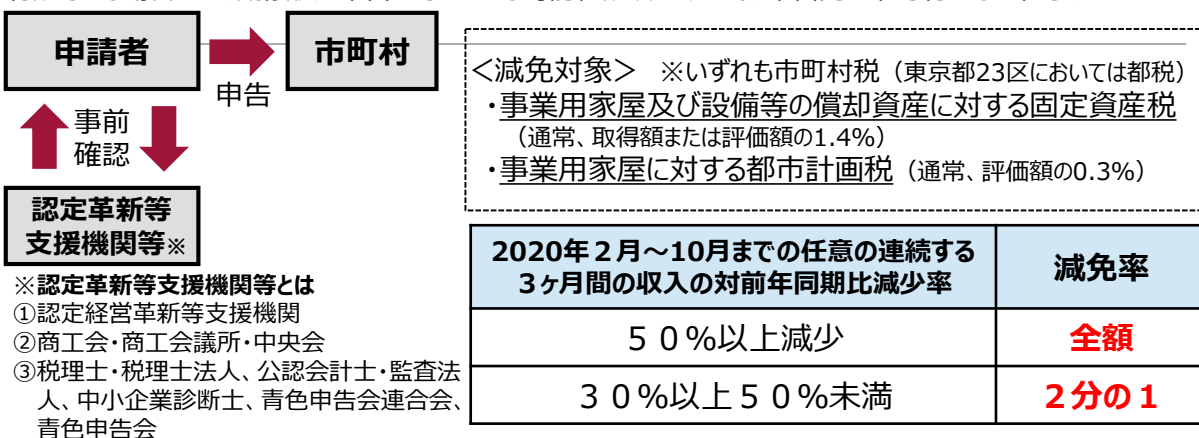 申請者
市町村
申告
事前
確認
認定革新等
支援機関等※
※認定革新等支援機関等とは
①認定経営革新等支援機関
②商工会・商工会議所・中央会
③税理士・税理士法人、公認会計士・監査法
人、中小企業診断士、青色申告会連合会、
青色申告会
<減免対象> ※いずれも市町村税(東京都23区においては都税)
・事業用家屋及び設備等の償却資産に対する固定資産税
(通常、取得額または評価額の1.4%)
・事業用家屋に対する都市計画税(通常、評価額の0.3%)
2020年2月~10月までの任意の連続する
3ヶ月間の収入の対前年同期比減少率
減免率
50%以上減少
全額
30%以上50%未満
2分の1